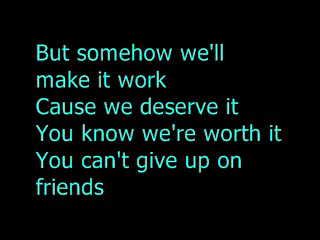 But somehow we'll
make it work
Cause we deserve it
You know we're worth it
You can't give up on
friends